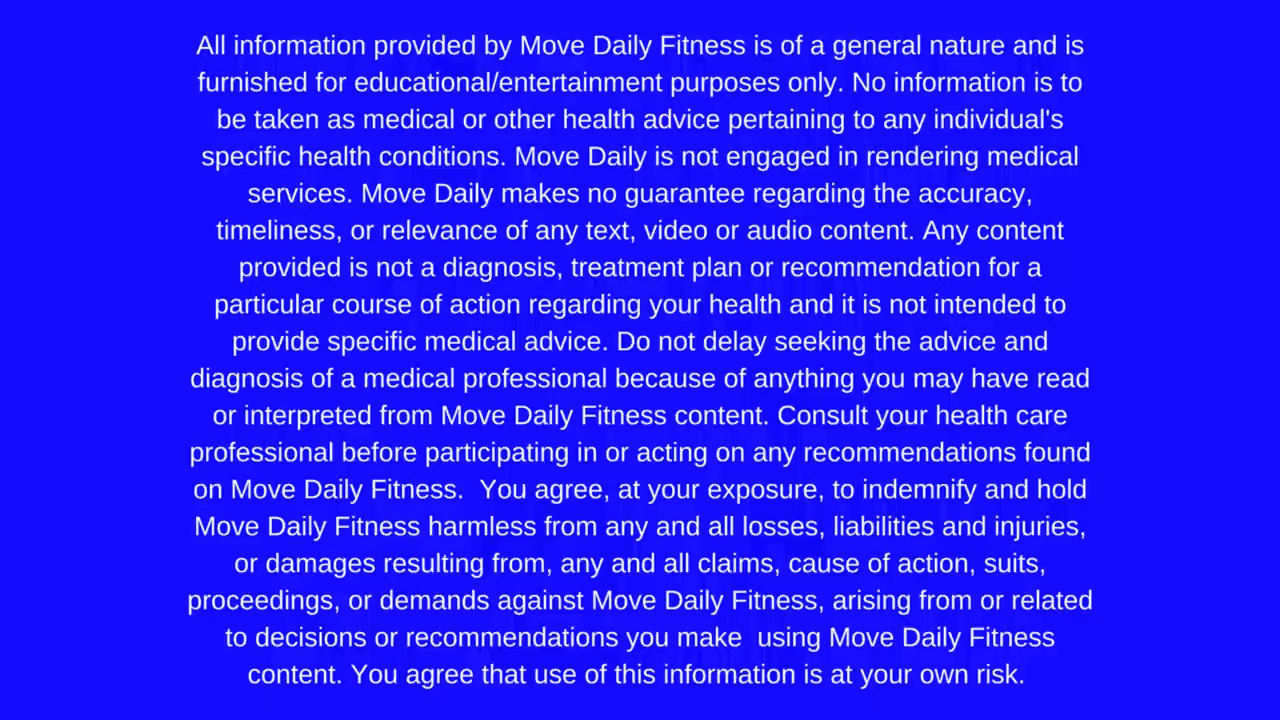 All information provided by Move Daily Fitness is of a general nature and is
furnished for educational/entertainment purposes only. No information is to
be taken as medical or other health advice pertaining to any individual's
specific health conditions. Move Daily is not engaged in rendering medical
services. Move Daily makes no guarantee regarding the accuracy,
timeliness, or relevance of any text, video or audio content. Any content
provided is not a diagnosis, treatment plan or recommendation for a
particular course of action regarding your health and it is not intended to
provide specific medical advice. Do not delay seeking the advice and
diagnosis of a medical professional because of anything you may have read
or interpreted from Move Daily Fitness content. Consult your health care
professional before participating in or acting on any recommendations found
on Move Daily Fitness.  You agree, at your exposure, to indemnify and hold
Move Daily Fitness harmless from any and all losses, liabilities and injuries,
or damages resulting from, any and all claims, cause of action, suits,
proceedings, or demands against Move Daily Fitness, arising from or related
to decisions or recommendations you make  using Move Daily Fitness
content. You agree that use of this information is at your own risk.